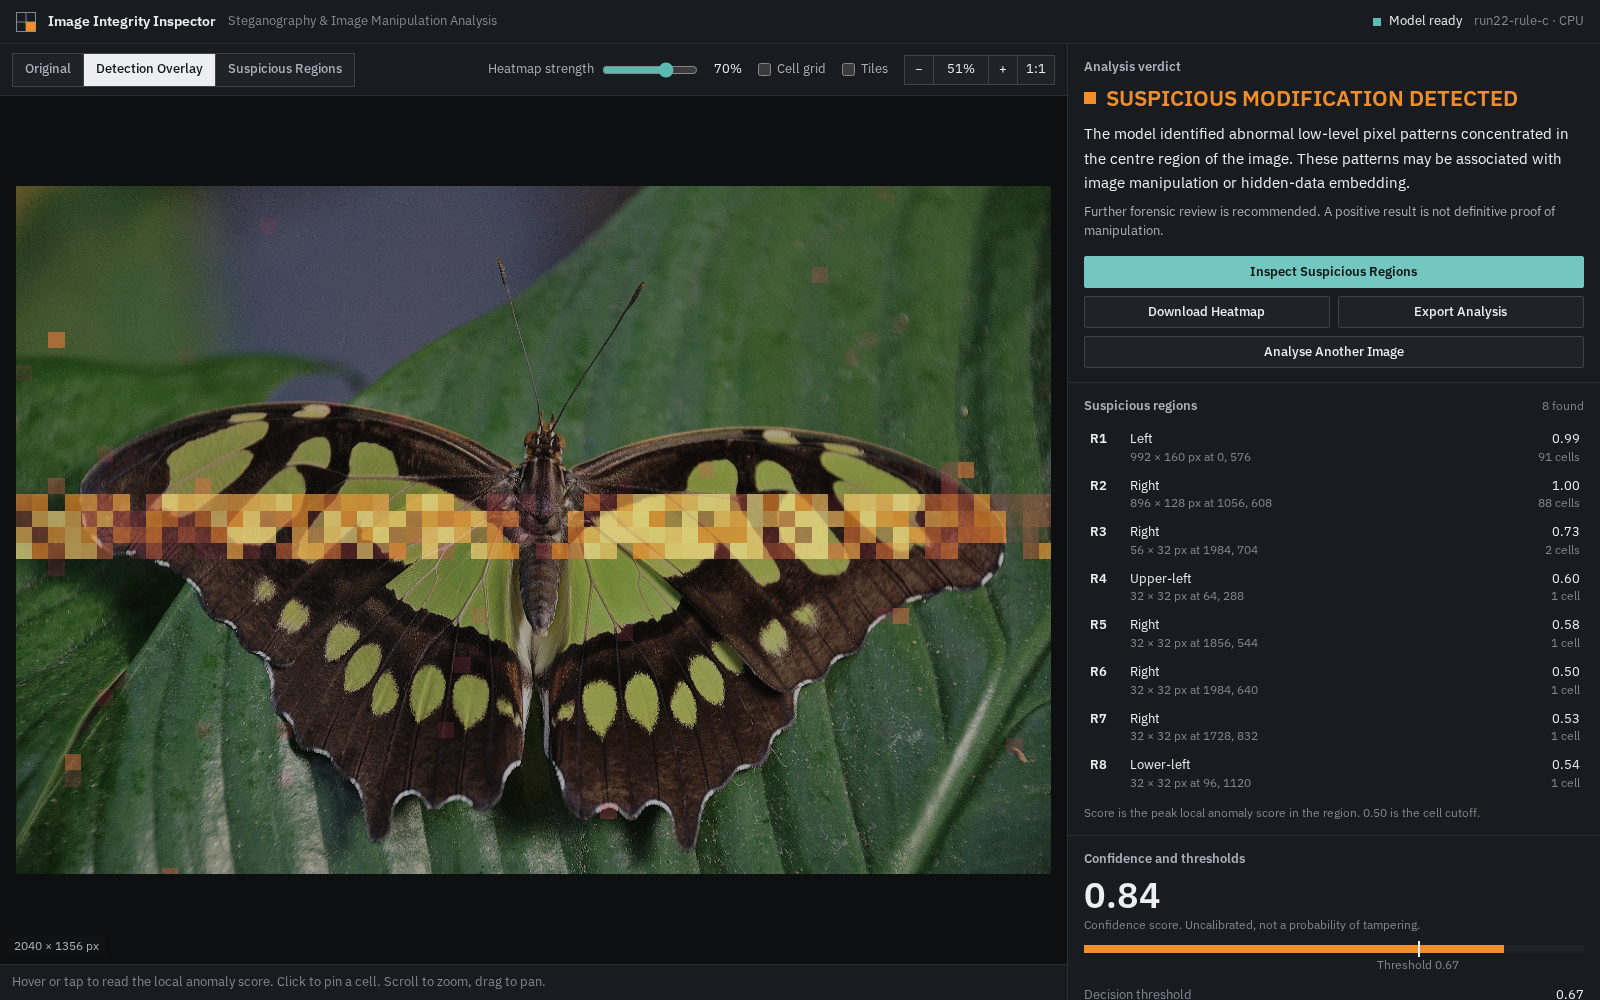 Image Integrity Inspector Steganography & Image Manipulation Analysis
Model ready run22-rule-c · CPU
Original Detection Overlay Suspicious Regions
Heatmap strength 70% Cell grid Tiles − 51% + 1:1
2040 × 1356 px
Hover or tap to read the local anomaly score. Click to pin a cell. Scroll to zoom, drag to pan.
Analysis verdict
SUSPICIOUS MODIFICATION DETECTED
The model identified abnormal low-level pixel patterns concentrated in
the centre region of the image. These patterns may be associated with
image manipulation or hidden-data embedding.
Further forensic review is recommended. A positive result is not definitive proof of
manipulation.
Inspect Suspicious Regions
Download Heatmap Export Analysis
Analyse Another Image
Suspicious regions 8 found
R1 Left 0.99
992 × 160 px at 0, 576 91 cells
R2 Right 1.00
896 × 128 px at 1056, 608 88 cells
R3 Right 0.73
56 × 32 px at 1984, 704 2 cells
R4 Upper-left 0.60
32 × 32 px at 64, 288 1 cell
R5 Right 0.58
32 × 32 px at 1856, 544 1 cell
R6 Right 0.50
32 × 32 px at 1984, 640 1 cell
R7 Right 0.53
32 × 32 px at 1728, 832 1 cell
R8 Lower-left 0.54
32 × 32 px at 96, 1120 1 cell
Score is the peak local anomaly score in the region. 0.50 is the cell cutoff.
Confidence and thresholds
0.84
Confidence score. Uncalibrated, not a probability of tampering.
Threshold 0.67
Decision threshold 0.67